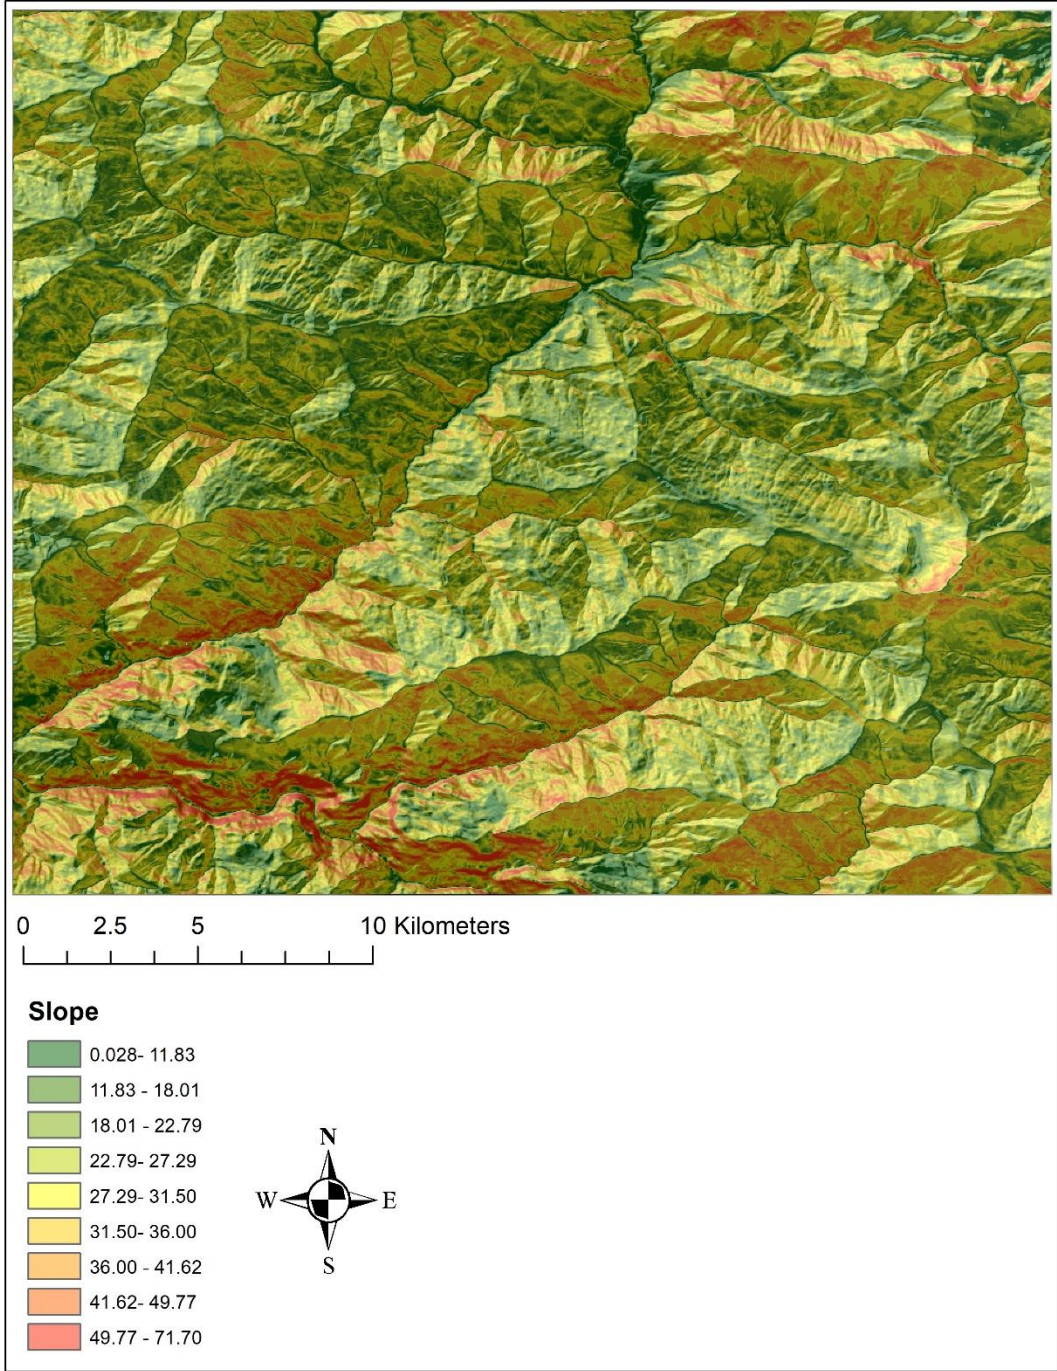 0 2.5 5 10 Kilometers
Slope
0.028- 11.83
11.83 - 18.01
18.01 - 22.79
22.79- 27.29
27.29- 31.50
31.50- 36.00
36.00 - 41.62
41.62- 49.77
49.77 - 71.70
N
W E
S